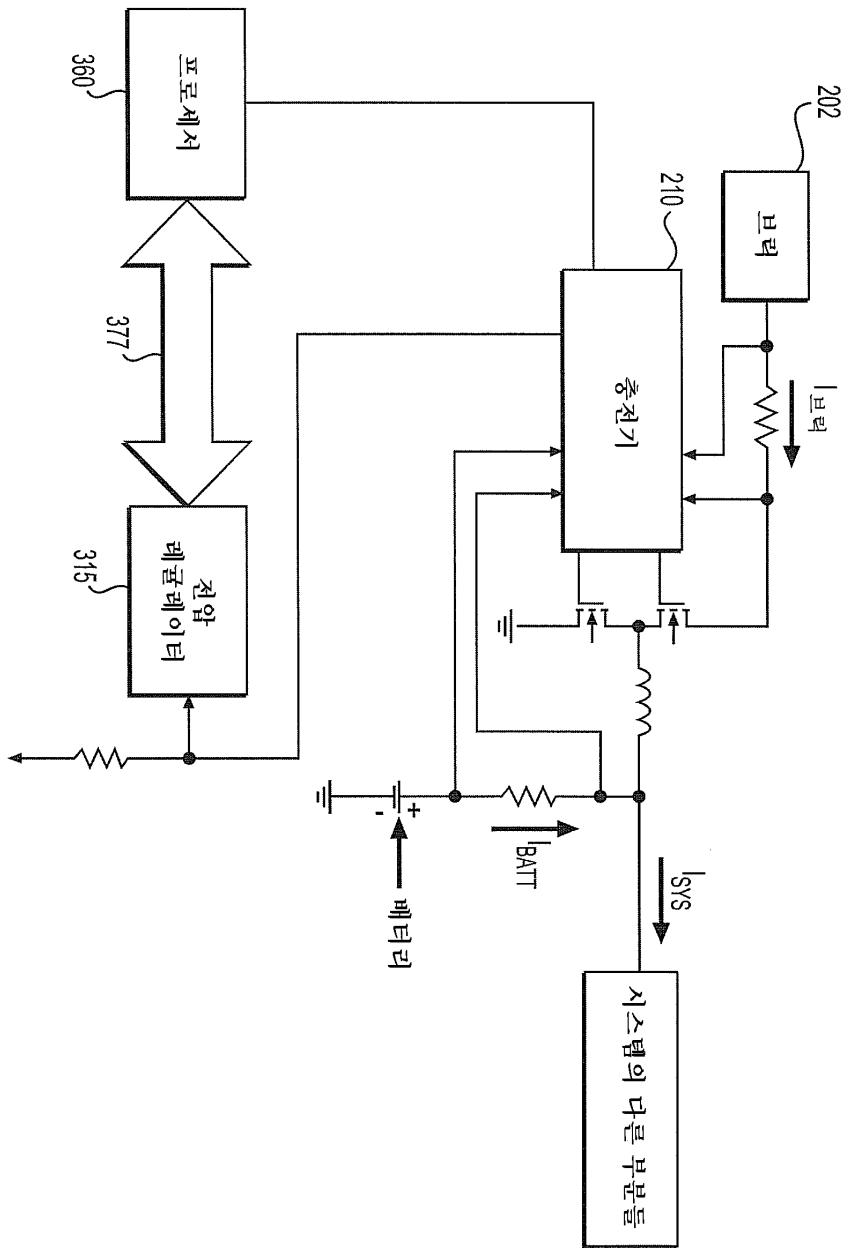 202
I브릭
브릭
210
ISYS
충전기
시스템의 다른 부분들
IBATT
+
-
배터리
프로세서
전압
레귤레이터
377
360
315